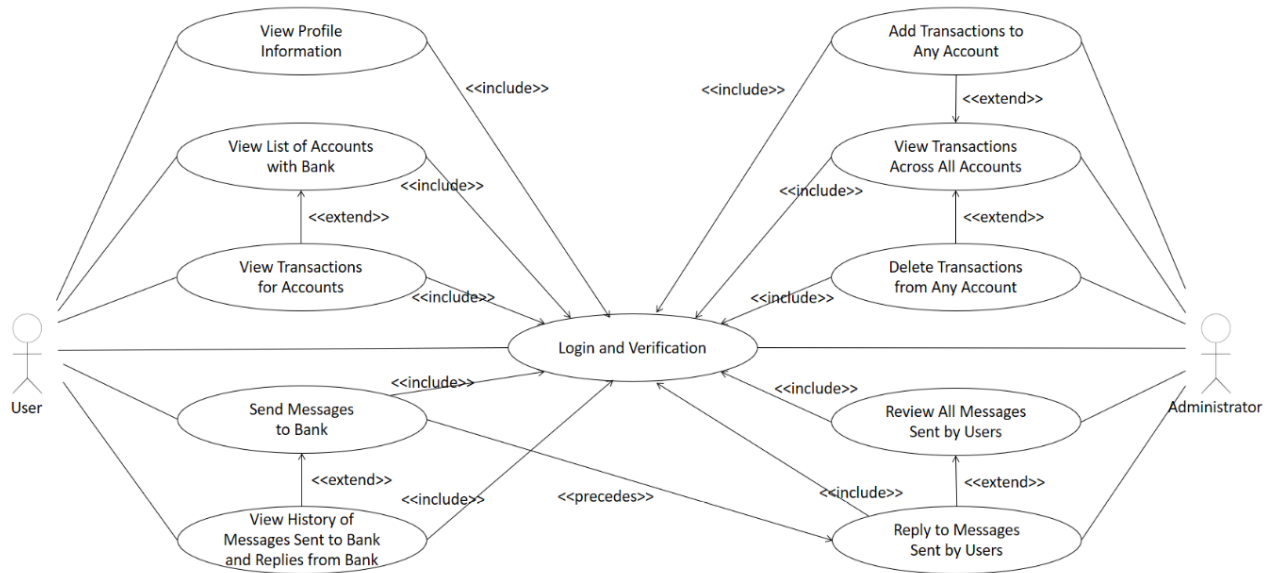 View Profile
Information
Add Transactions to
Any Account
<<include>>
<<include>>
<<extend>>
View List of Accounts
with Bank
View Transactions
Across All Accounts
<<include>>
<<include>>
<<extend>>
<<extend>>
View Transactions
for Accounts
Delete Transactions
from Any Account
<<include>>
<<include>>
Login and Verification
<<include>>
<<include>>
User
Administrator
Send Messages
to Bank
Review All Messages
Sent by Users
<<extend>>
<<include>>
<<precedes>>
<<include>>
<<extend>>
View History of
Messages Sent to Bank
and Replies from Bank
Reply to Messages
Sent by Users